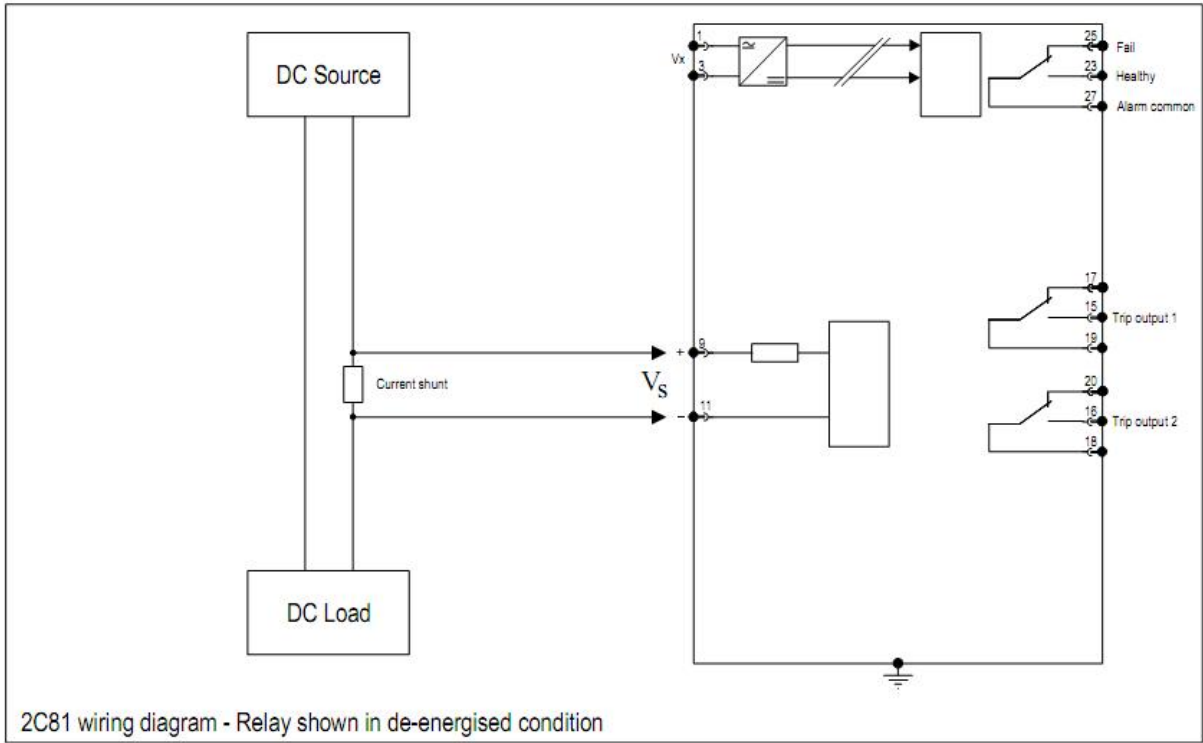 DC Source
1
Vx
3
25
Fail
23
Healthy
27
Alarm common
17
15
Trip output 1
19
+
9
Current shunt
Vs
20
-
11
16
Trip output 2
18
DC Load
2C81 wiring diagram - Relay shown in de-energised condition